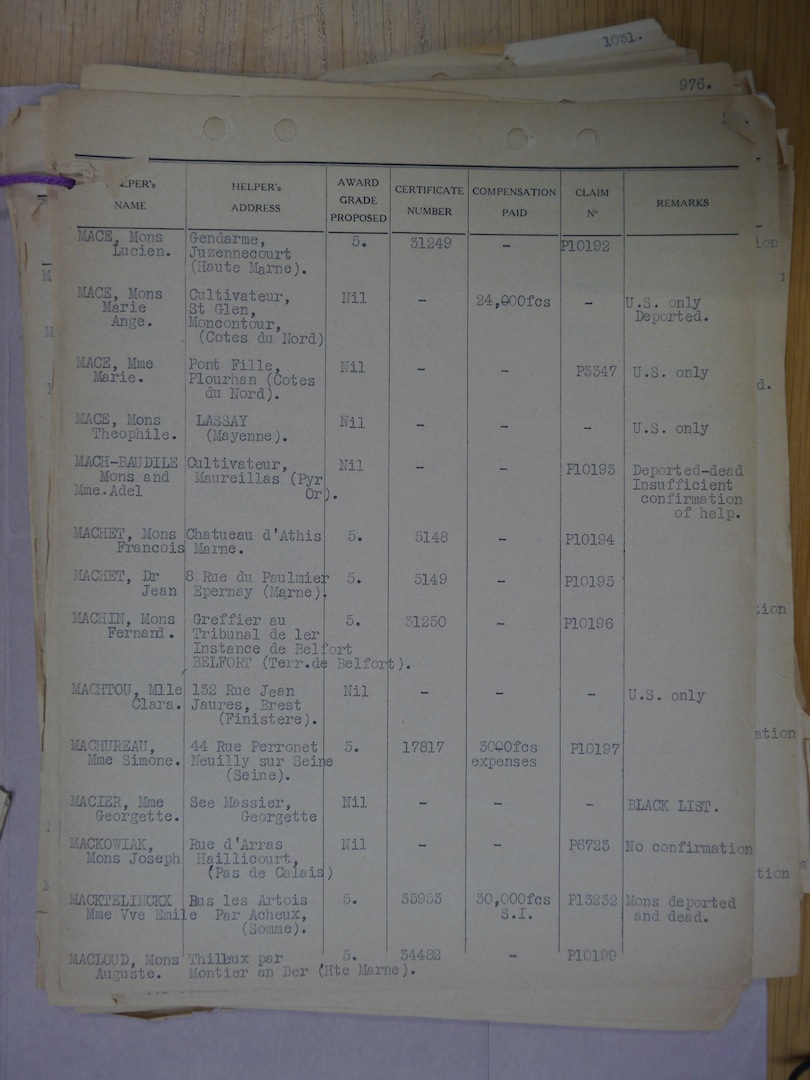 1031.
976.
HELPER's NAME HELPER's ADDRESS AWARD GRADE PROPOSED CERTIFICATE NUMBER COMPENSATION PAID CLAIM No REMARKS
MACE, Mons Gendarme, 5. 31249 - P10192
Lucien. Juzennecourt
(Haute Marne).
MACE, Mons Cultivateur, Nil - 24,000fcs - U.S. only
Marie St Glen, Deported.
Ange. Moncontour,
(Cotes du Nord)
MACE, Mme Pont Fille, Nil - - P3347 U.S. only
Marie. Plourhan (Cotes
du Nord).
MACE, Mons LASSAY Nil - - - U.S. only
Theophile. (Mayenne).
MACH-BAUDILE Cultivateur, Nil - - P10193 Deported-dead
Mons and Maureillas (Pyr Insufficient
Mme.Adel Or). confirmation
of help.
MACHET, Mons Chatueau d'Athis 5. 5148 - P10194
Francois Marne.
MACHET, Dr 8 Rue du Paulmier 5. 5149 - P10195
Jean Epernay (Marne)
MACHIN, Mons Greffier au 5. 31250 - P10196
Fernand. Tribunal de 1er
Instance de Belfort
BELFORT (Terr.de Belfort).
MACHTOU, Mlle 132 Rue Jean Nil - - - U.S. only
Clara. Jaures, Brest
(Finistere).
MACHUREAU, 44 Rue Perronet 5. 17817 3000fcs P10197
Mme Simone. Neuilly sur Seine expenses
(Seine).
MACIER, Mme See Massier, Nil - - - BLACK LIST.
Georgette. Georgette
MACKOWIAK, Rue d'Arras Nil - - P6723 No confirmation
Mons Joseph Haillicourt,
(Pas de Calais)
MACKTELINCKX Bus les Artois 5. 35953 30,000fcs P13232 Mons deported
Mme Vve Emile Par Acheux, S.I. and dead.
(Somme).
MACLOUD, Mons Thilleux par 5. 34482 - P10199
Auguste. Montier en Der (Hte Marne).